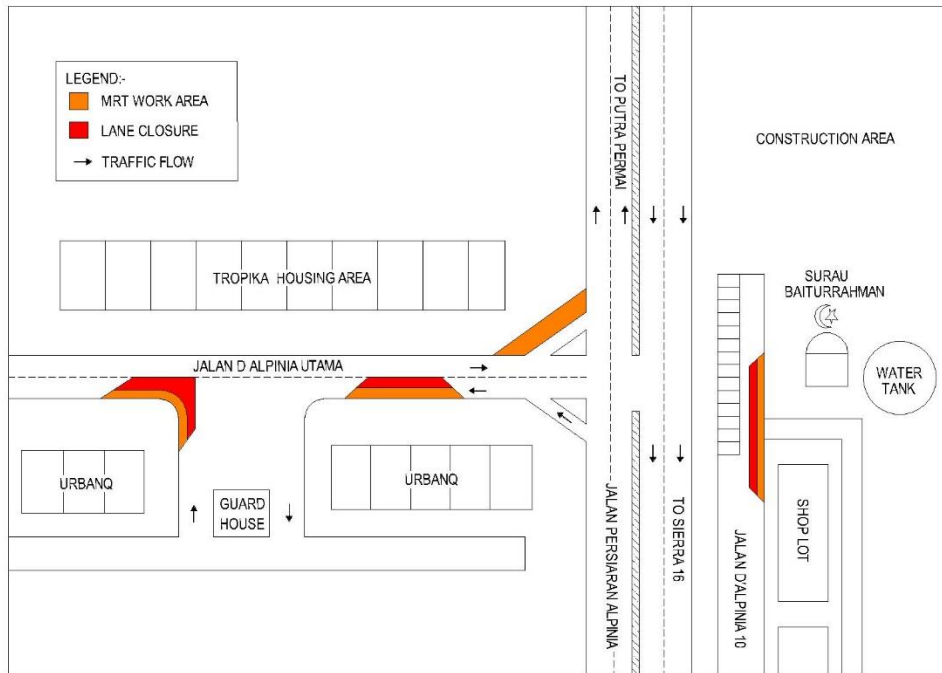 LEGEND:-
MRT WORK AREA
LANE CLOSURE
TRAFFIC FLOW
TO PUTRA PERMAI
CONSTRUCTION AREA
TROPIKA HOUSING AREA
SURAU
BAITURRAHMAN
JALAN D ALPINIA UTAMA
WATER
TANK
URBANQ
URBANQ
GUARD
HOUSE
JALAN PERSIARAN ALPINIA
TO SIERRA 16
JALAN D'ALPINIA 10
SHOP LOT